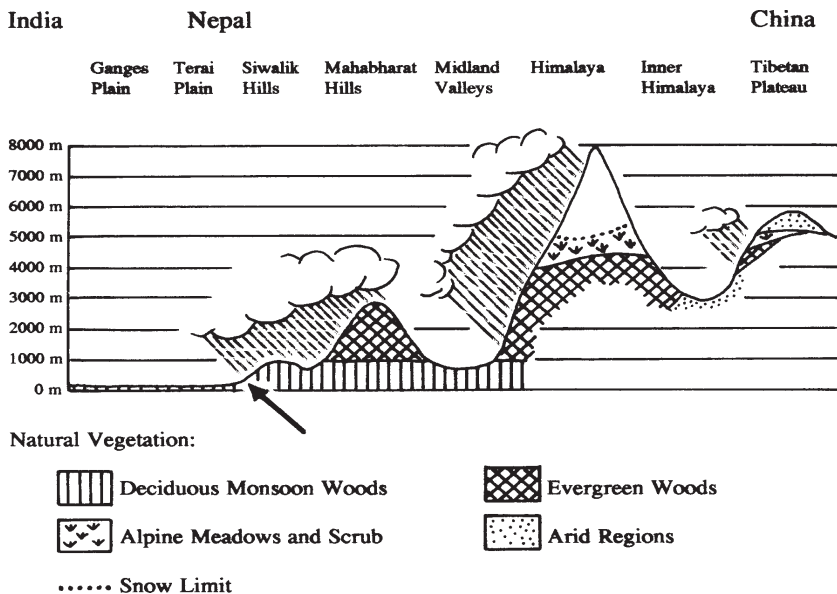 India Nepal China
Ganges Plain
Terai Plain
Siwalik Hills
Mahabharat Hills
Midland Valleys
Himalaya
Inner Himalaya
Tibetan Plateau
8000 m
7000 m
6000 m
5000 m
4000 m
3000 m
2000 m
1000 m
0 m
Natural Vegetation:
Deciduous Monsoon Woods
Evergreen Woods
Alpine Meadows and Scrub
Arid Regions
Snow Limit